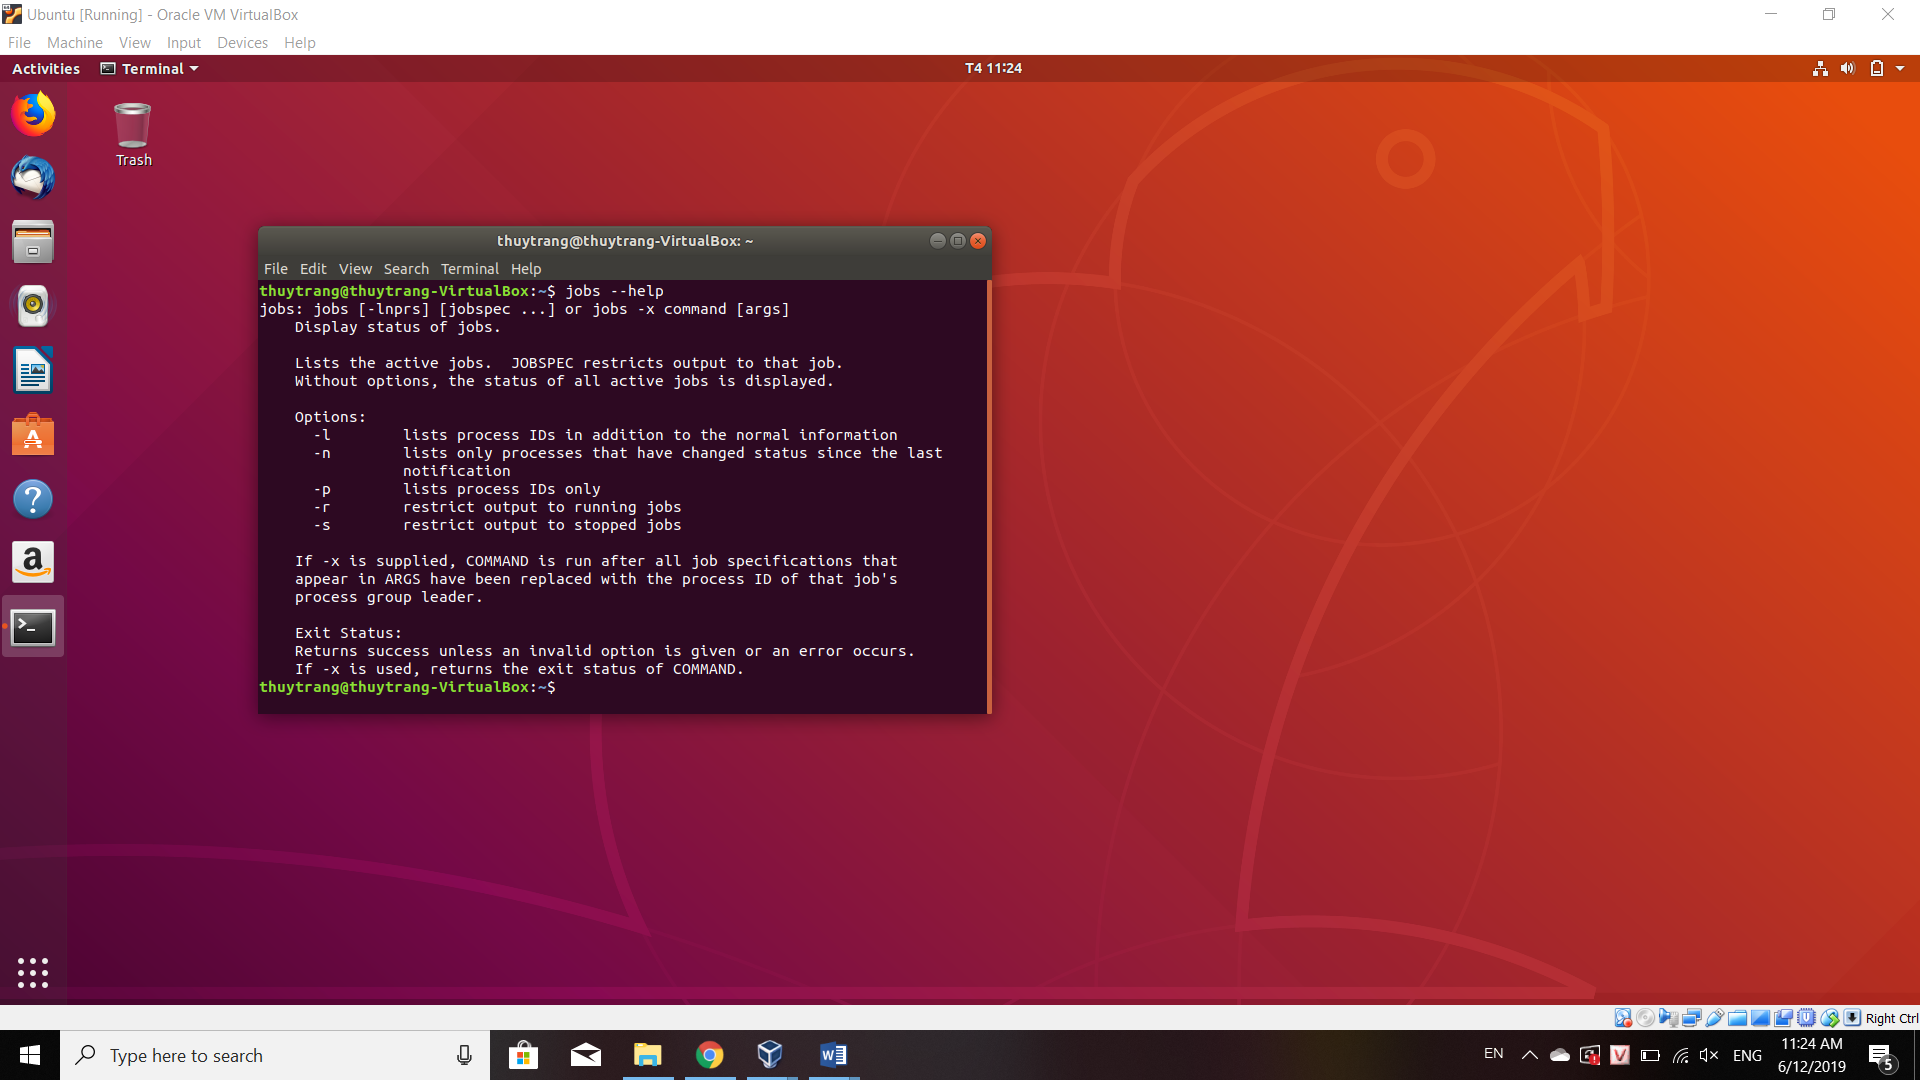 Ubuntu [Running] - Oracle VM VirtualBox
File Machine View Input Devices Help
Activities Terminal T4 11:24
Trash
thuytrang@thuytrang-VirtualBox: ~
File Edit View Search Terminal Help
thuytrang@thuytrang-VirtualBox:~$ jobs --help
jobs: jobs [-lnprs] [jobspec ...] or jobs -x command [args]
    Display status of jobs.

    Lists the active jobs.  JOBSPEC restricts output to that job.
    Without options, the status of all active jobs is displayed.

    Options:
      -l        lists process IDs in addition to the normal information
      -n        lists only processes that have changed status since the last
                notification
      -p        lists process IDs only
      -r        restrict output to running jobs
      -s        restrict output to stopped jobs

    If -x is supplied, COMMAND is run after all job specifications that
    appear in ARGS have been replaced with the process ID of that job's
    process group leader.

    Exit Status:
    Returns success unless an invalid option is given or an error occurs.
    If -x is used, returns the exit status of COMMAND.
thuytrang@thuytrang-VirtualBox:~$
Right Ctrl
Type here to search
EN
ENG
11:24 AM
6/12/2019
5